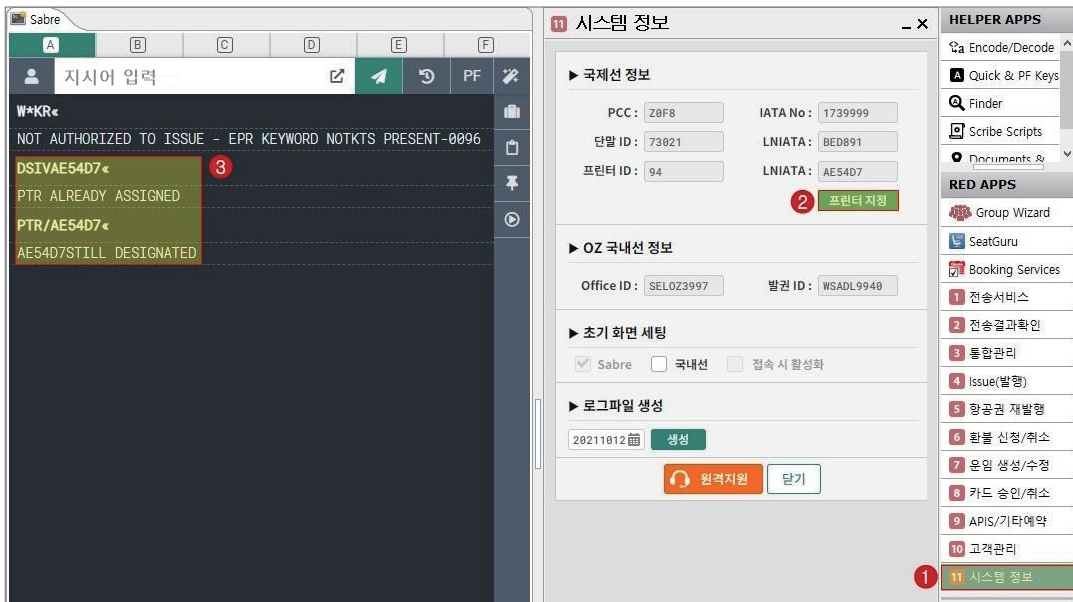 Sabre
A B C D E F
지시어 입력 PF
W*KR«
NOT AUTHORIZED TO ISSUE - EPR KEYWORD NOTKTS PRESENT-0096
DSIVAE54D7«
3
PTR ALREADY ASSIGNED
PTR/AE54D7«
AE54D7STILL DESIGNATED
11 시스템 정보
▶ 국제선 정보
PCC : Z0F8 IATA No : 1739999
단말 ID : 73021 LNIATA : BED891
프린터 ID : 94 LNIATA : AE54D7
2 프린터 지정
▶ OZ 국내선 정보
Office ID : SELOZ3997 발권 ID : WSADL9940
▶ 초기 화면 세팅
Sabre 국내선 접속 시 활성화
▶ 로그파일 생성
20211012 생성
원격지원 닫기
HELPER APPS
Encode/Decode
Quick & PF Keys
Finder
Scribe Scripts
Documents &
RED APPS
Group Wizard
SeatGuru
Booking Services
1 전송서비스
2 전송결과확인
3 통합관리
4 Issue(발행)
5 항공권 재발행
6 환불 신청/취소
7 운임 생성/수정
8 카드 승인/취소
9 APIS/기타예약
10 고객관리
1 11 시스템 정보